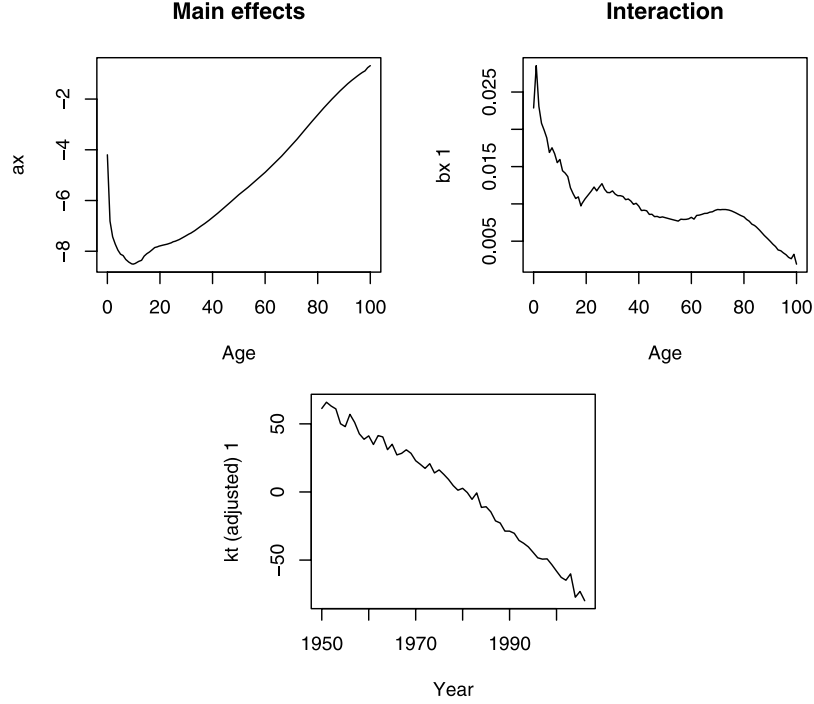 Main effects
ax
−2
−4
−6
−8
0 20 40 60 80 100
Age
Interaction
bx 1
0.025
0.015
0.005
0 20 40 60 80 100
Age
kt (adjusted) 1
50
0
−50
1950 1970 1990
Year